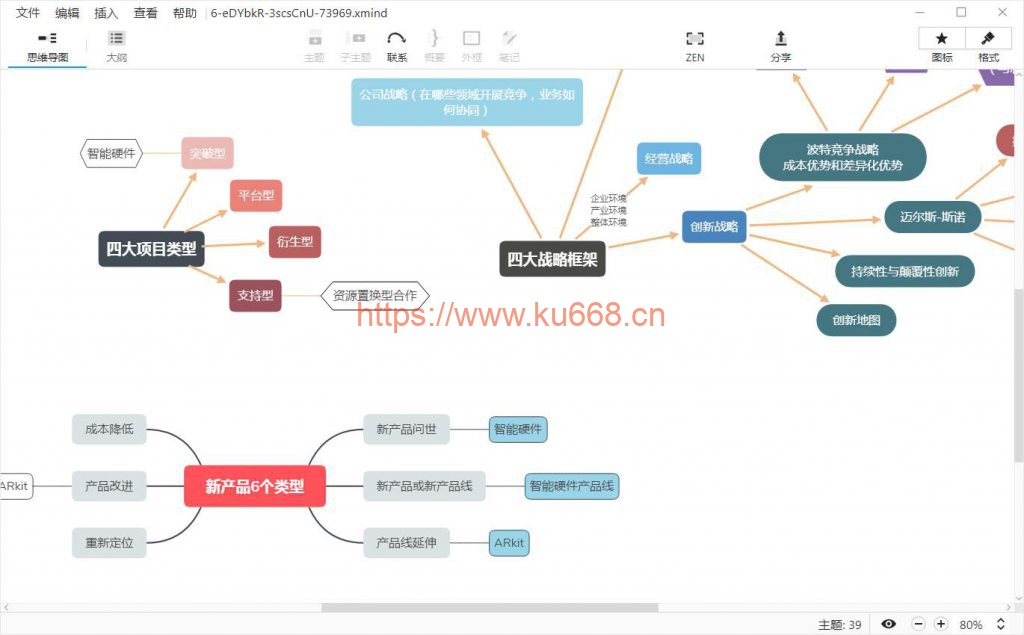 文件 编辑 插入 查看 帮助 6-eDYbkR-3scsCnU-73969.xmind
思维导图 大纲 主题 子主题 联系 概要 外框 笔记 ZEN 分享 图标 格式
公司战略（在哪些领域开展竞争，业务如
何协同）
智能硬件
突破型
平台型
四大项目类型
衍生型
支持型
资源置换型合作
经营战略
企业环境
产业环境
整体环境
四大战略框架
创新战略
波特竞争战略
成本优势和差异化优势
迈尔斯-斯诺
持续性与颠覆性创新
创新地图
https://www.ku668.cn
成本降低
新产品问世
智能硬件
ARkit
产品改进
新产品6个类型
新产品或新产品线
智能硬件产品线
重新定位
产品线延伸
ARkit
主题: 39
80%